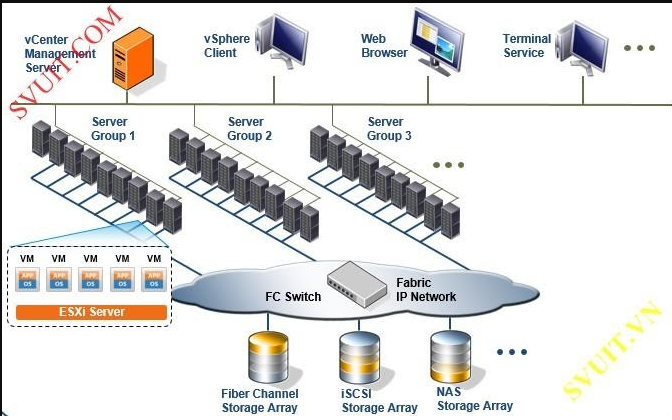 SVUIT.COM
vCenter
Management
Server
vSphere
Client
Web
Browser
Terminal
Service
Server
Group 1
Server
Group 2
Server
Group 3
VM VM VM VM VM
APP APP APP APP APP
OS OS OS OS OS
ESXi Server
FC Switch
Fabric
IP Network
Fiber Channel
Storage Array
iSCSI
Storage Array
NAS
Storage Array
SVUIT.VN